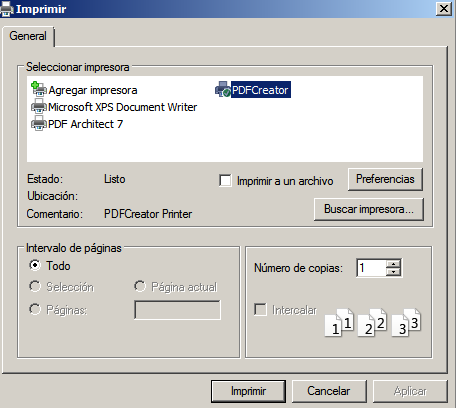 Imprimir
General
Seleccionar impresora
Agregar impresora
PDFCreator
Microsoft XPS Document Writer
PDF Architect 7
Estado: Listo
Imprimir a un archivo
Preferencias
Ubicación:
Comentario: PDFCreator Printer
Buscar impresora...
Intervalo de páginas
Todo
Selección
Página actual
Páginas:
Número de copias: 1
Intercalar
1 1 2 2 3 3
Imprimir
Cancelar
Aplicar